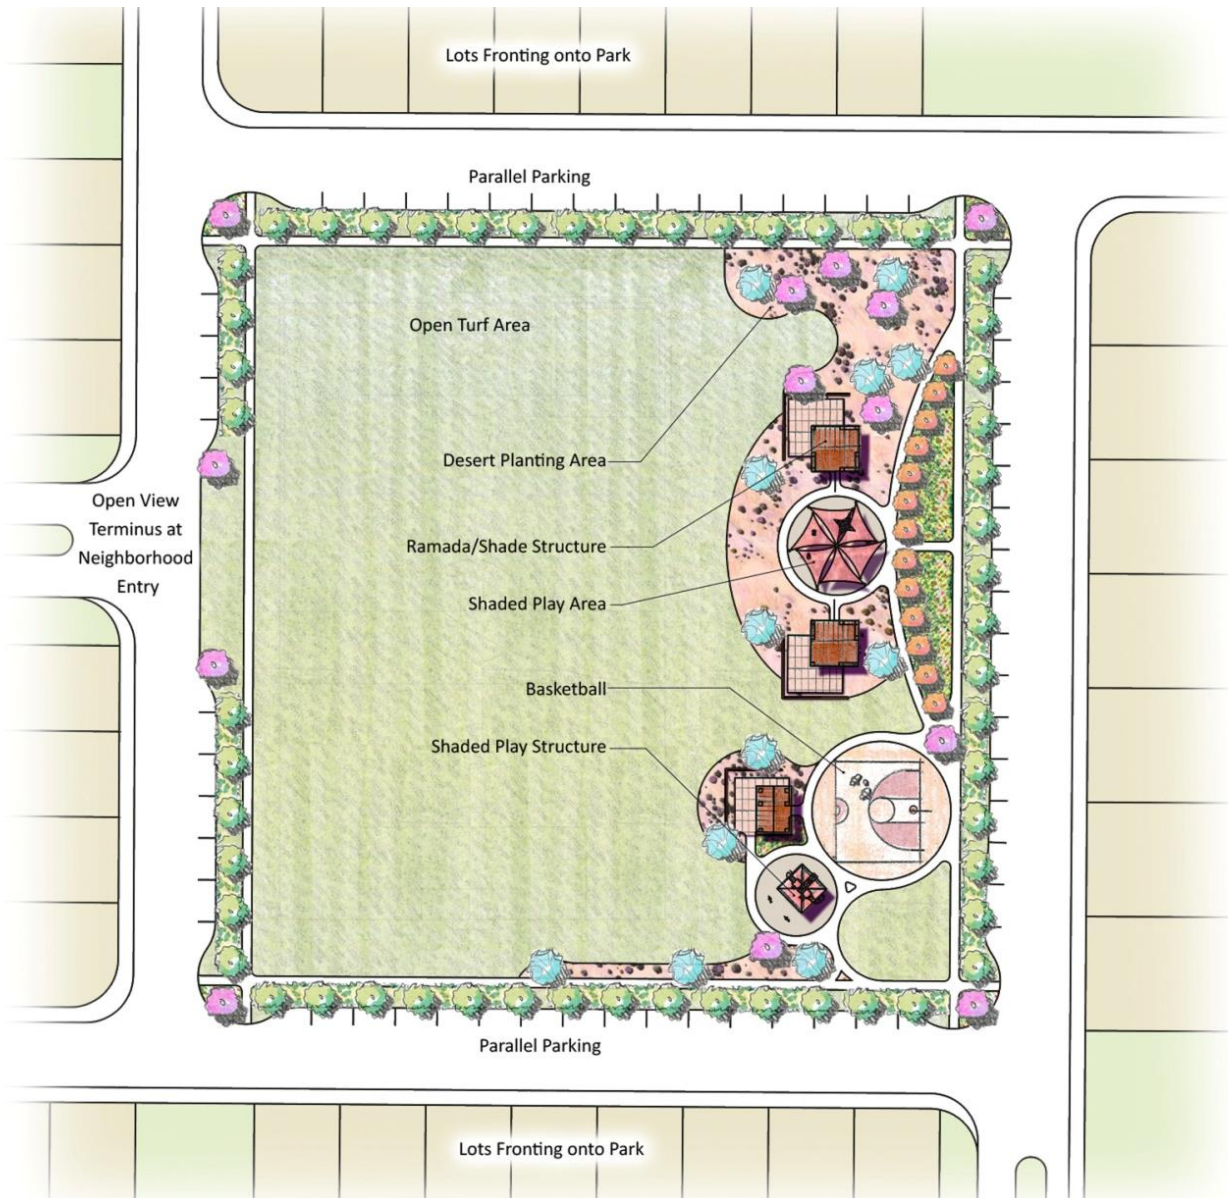 Lots Fronting onto Park
Parallel Parking
Open Turf Area
Desert Planting Area
Open View
Terminus at
Neighborhood
Entry
Ramada/Shade Structure
Shaded Play Area
Basketball
Shaded Play Structure
Parallel Parking
Lots Fronting onto Park